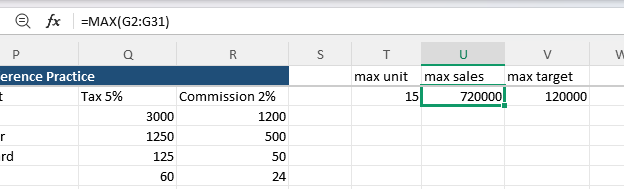 fx =MAX(G2:G31)
P Q R S T U V W
erence Practice max unit max sales max target
t Tax 5% Commission 2% 15 720000 120000
3000 1200
r 1250 500
rd 125 50
60 24